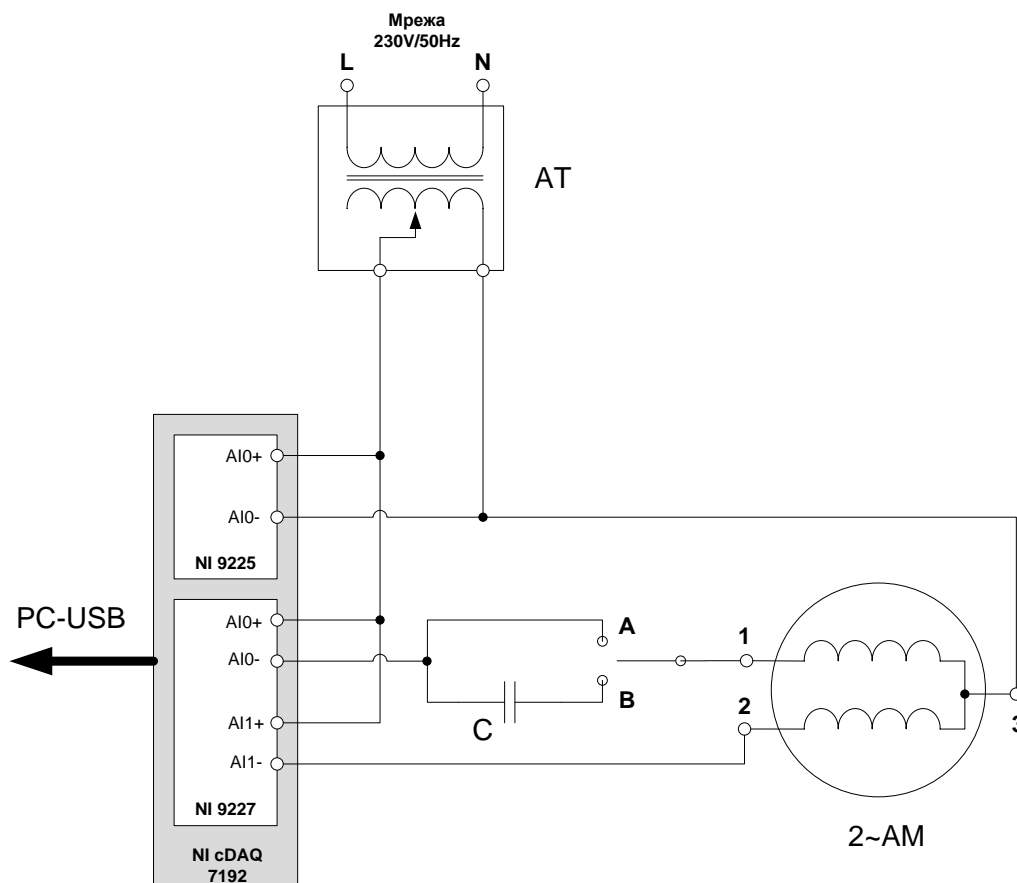 Мрежа
230V/50Hz
L N
AT
AI0+
AI0-
NI 9225
PC-USB
AI0+
AI0-
AI1+
AI1-
NI 9227
NI cDAQ
7192
A
B
C
1
2
3
2~AM